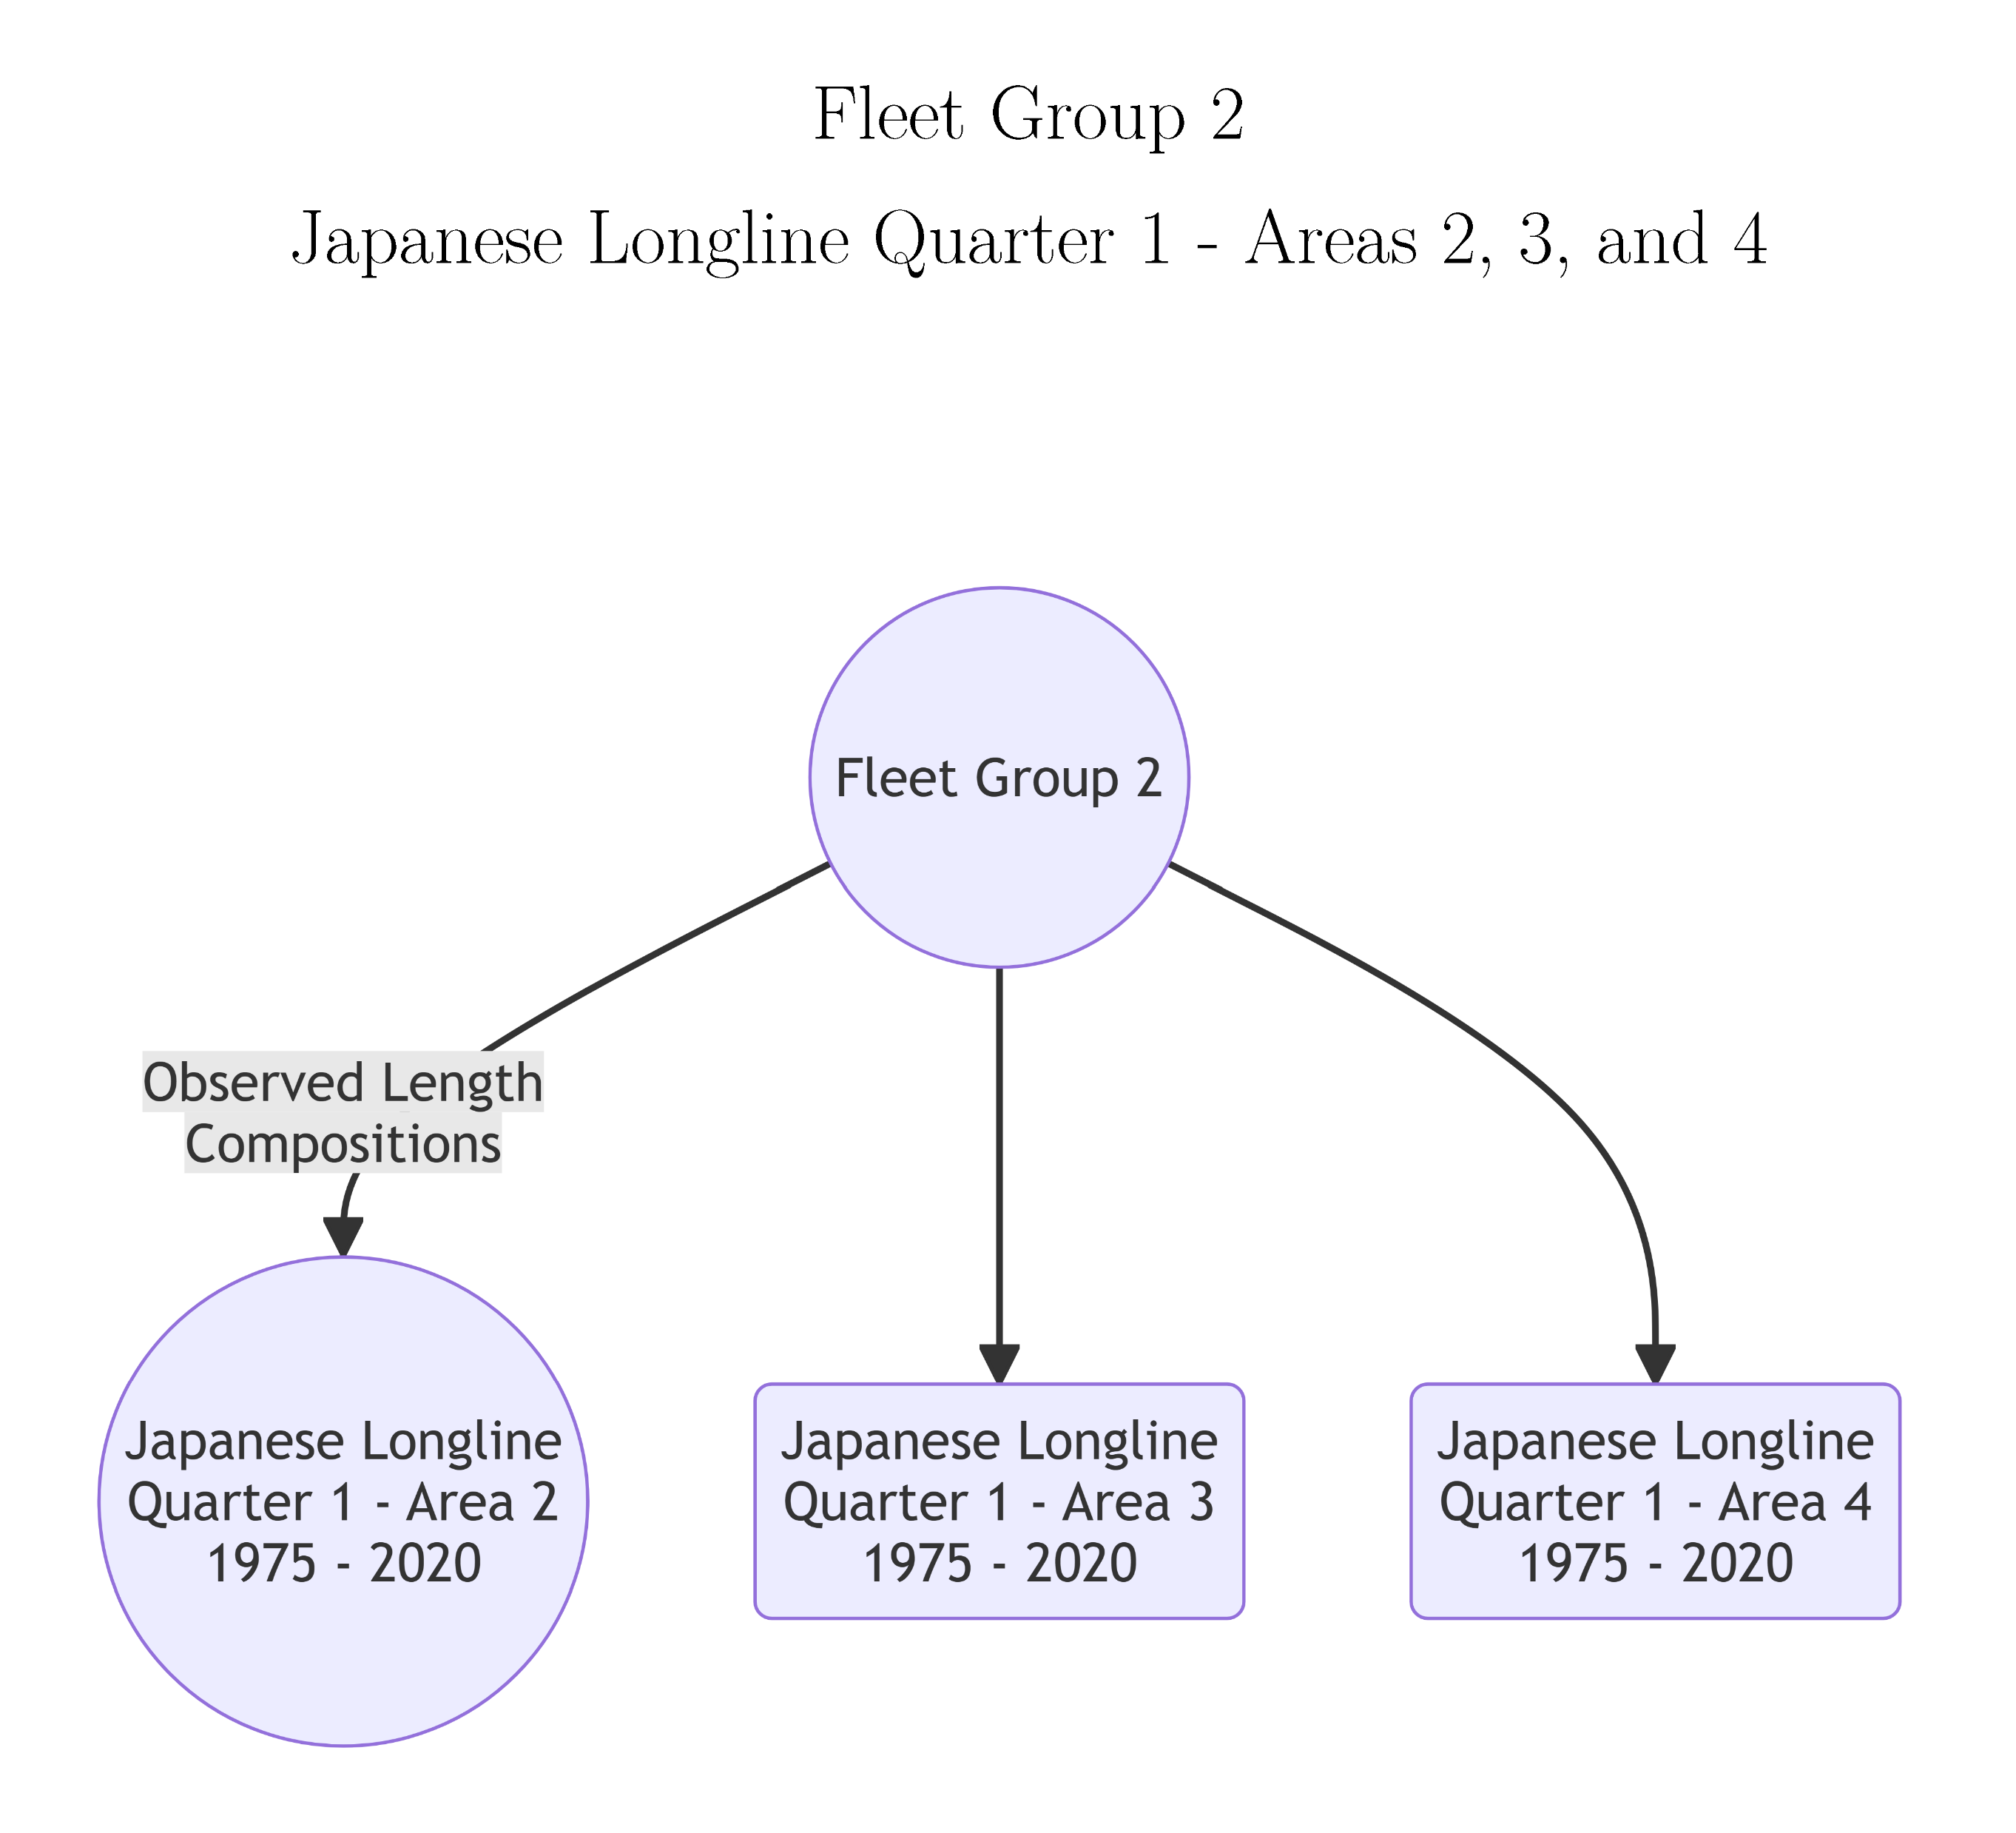 Fleet Group 2
Japanese Longline Quarter 1 - Areas 2, 3, and 4
Fleet Group 2
Observed Length
Compositions
Japanese Longline
Quarter 1 - Area 2
1975 - 2020
Japanese Longline
Quarter 1 - Area 3
1975 - 2020
Japanese Longline
Quarter 1 - Area 4
1975 - 2020